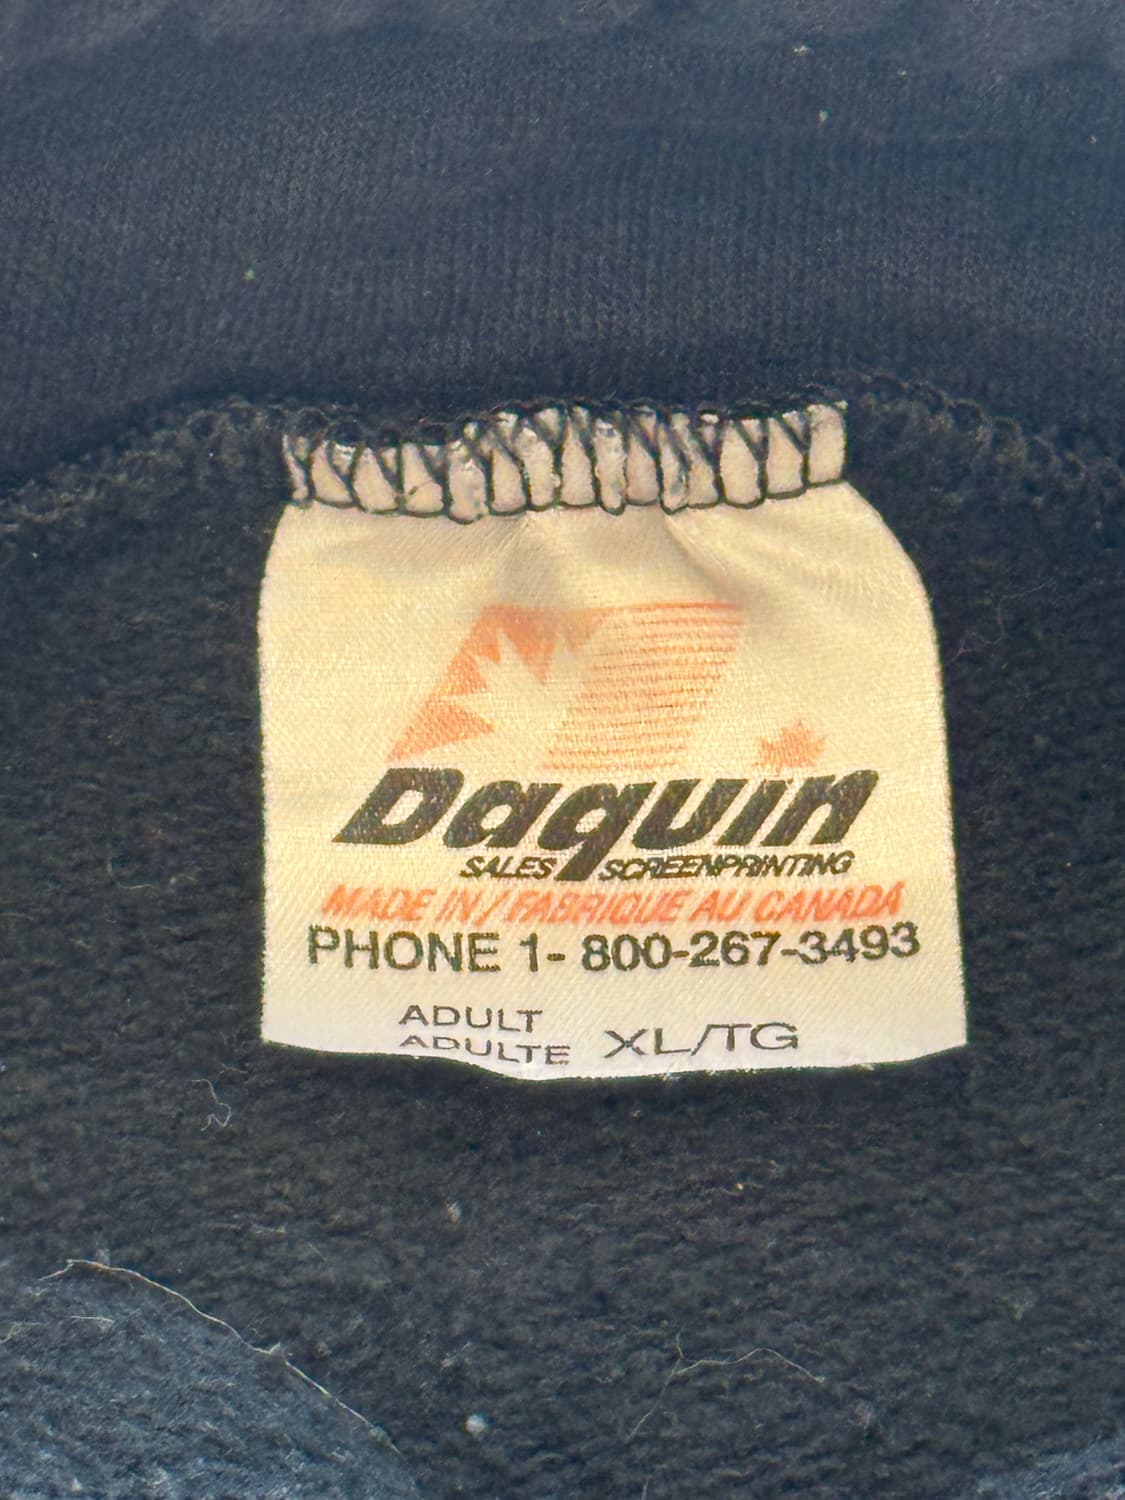 Daquin
SALES SCREENPRINTING
MADE IN / FABRIQUE AU CANADA
PHONE 1- 800-267-3493
ADULT
ADULTE XL/TG